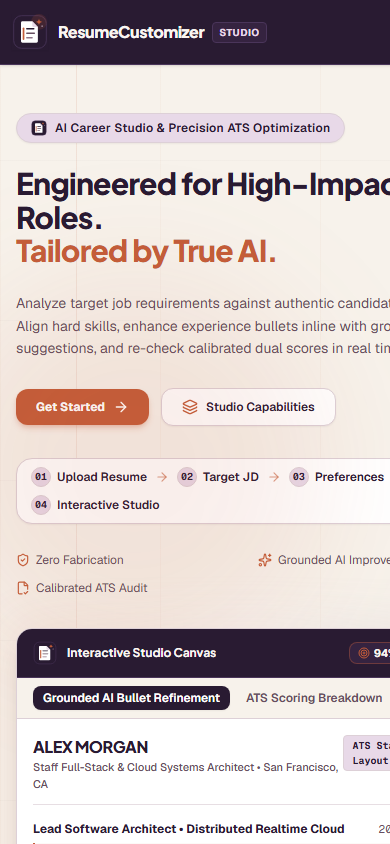 ResumeCustomizer STUDIO
AI Career Studio & Precision ATS Optimization
Engineered for High-Impac
Roles.
Tailored by True AI.
Analyze target job requirements against authentic candidat
Align hard skills, enhance experience bullets inline with gro
suggestions, and re-check calibrated dual scores in real tim
Get Started → Studio Capabilities
01 Upload Resume → 02 Target JD → 03 Preferences
04 Interactive Studio
Zero Fabrication Grounded AI Improve
Calibrated ATS Audit
Interactive Studio Canvas 94%
Grounded AI Bullet Refinement ATS Scoring Breakdown
ALEX MORGAN ATS Sta
Layout
Staff Full-Stack & Cloud Systems Architect • San Francisco,
CA
Lead Software Architect • Distributed Realtime Cloud 20